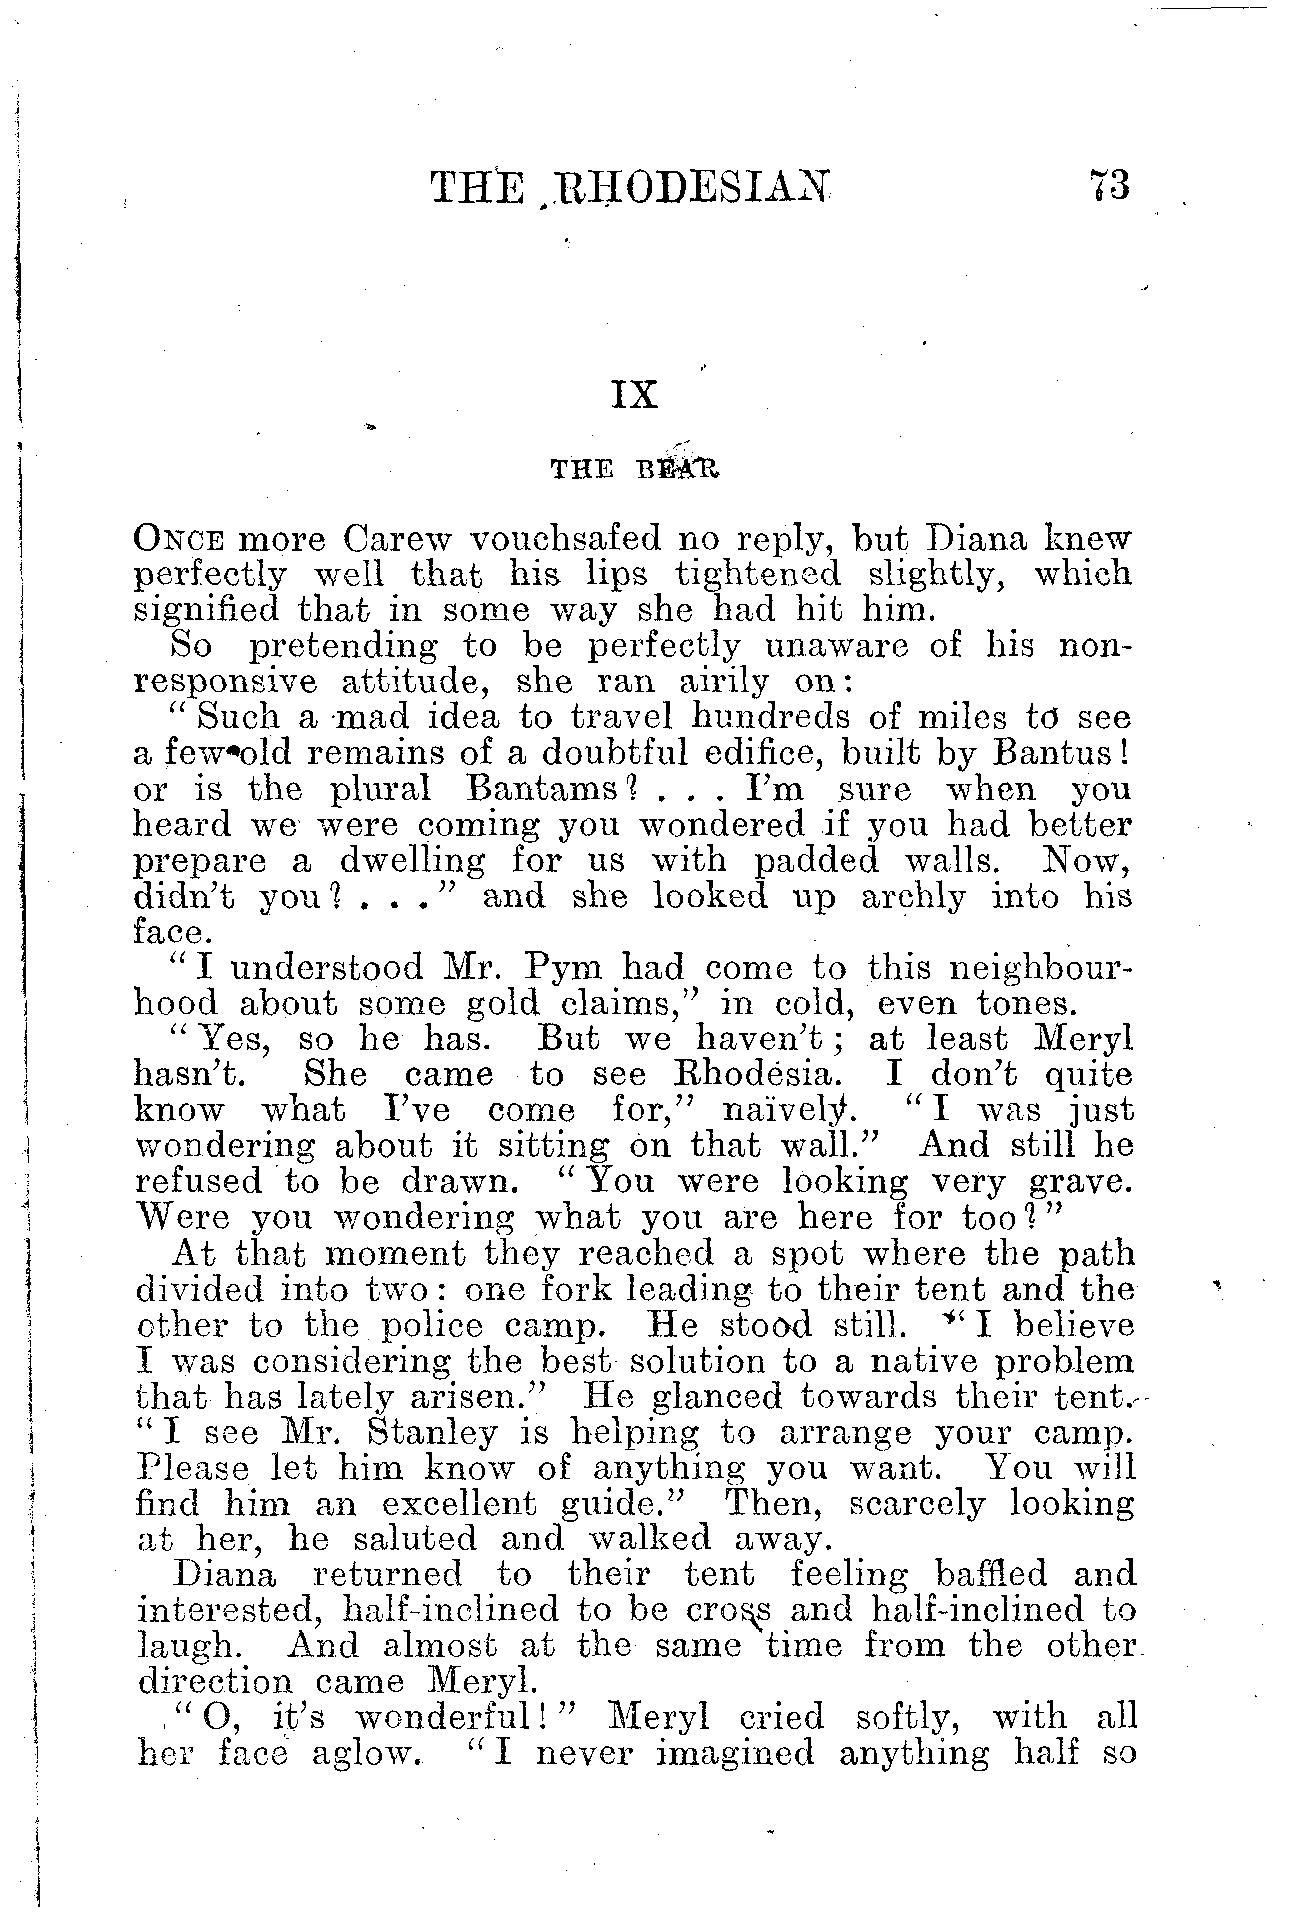 THE RHODESIAN 73
IX
THE BEAR
ONCE more Carew vouchsafed no reply, but Diana knew
perfectly well that his lips tightened slightly, which
signified that in some way she had hit him.
So pretending to be perfectly unaware of his non-
responsive attitude, she ran airily on:
"Such a mad idea to travel hundreds of miles to see
a few old remains of a doubtful edifice, built by Bantus!
or is the plural Bantams? . . . I'm sure when you
heard we were coming you wondered if you had better
prepare a dwelling for us with padded walls. Now,
didn't you? . . ." and she looked up archly into his
face.
"I understood Mr. Pym had come to this neighbour-
hood about some gold claims," in cold, even tones.
"Yes, so he has. But we haven't; at least Meryl
hasn't. She came to see Rhodesia. I don't quite
know what I've come for," naïvely. "I was just
wondering about it sitting on that wall." And still he
refused to be drawn. "You were looking very grave.
Were you wondering what you are here for too?"
At that moment they reached a spot where the path
divided into two: one fork leading to their tent and the
other to the police camp. He stood still. "I believe
I was considering the best solution to a native problem
that has lately arisen." He glanced towards their tent.
"I see Mr. Stanley is helping to arrange your camp.
Please let him know of anything you want. You will
find him an excellent guide." Then, scarcely looking
at her, he saluted and walked away.
Diana returned to their tent feeling baffled and
interested, half-inclined to be cross and half-inclined to
laugh. And almost at the same time from the other
direction came Meryl.
"O, it's wonderful!" Meryl cried softly, with all
her face aglow. "I never imagined anything half so